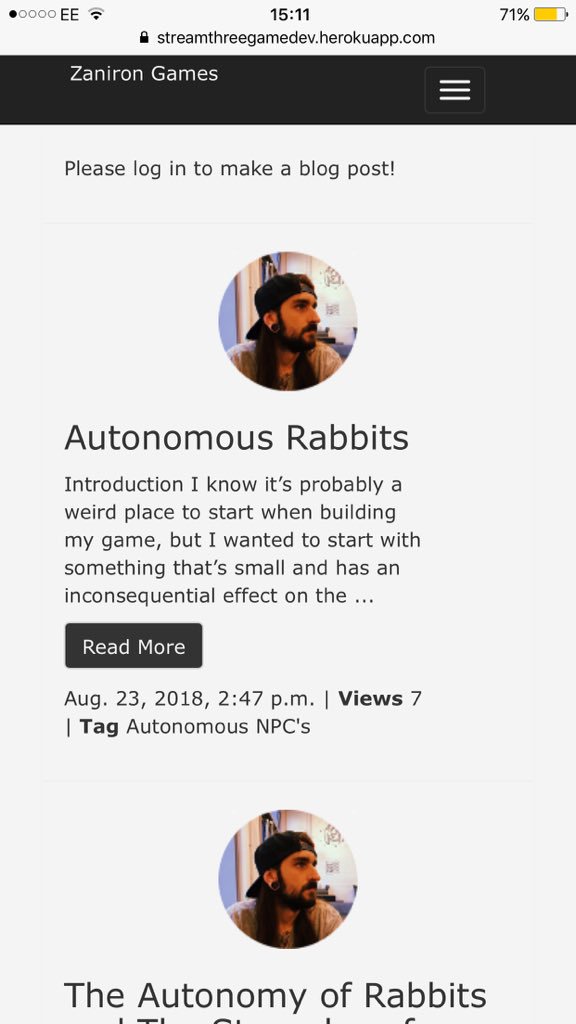 EE 15:11 71%
streamthreegamedev.herokuapp.com
Zaniron Games
Please log in to make a blog post!
Autonomous Rabbits
Introduction I know it’s probably a
weird place to start when building
my game, but I wanted to start with
something that’s small and has an
inconsequential effect on the ...
Read More
Aug. 23, 2018, 2:47 p.m. | Views 7
| Tag Autonomous NPC's
The Autonomy of Rabbits